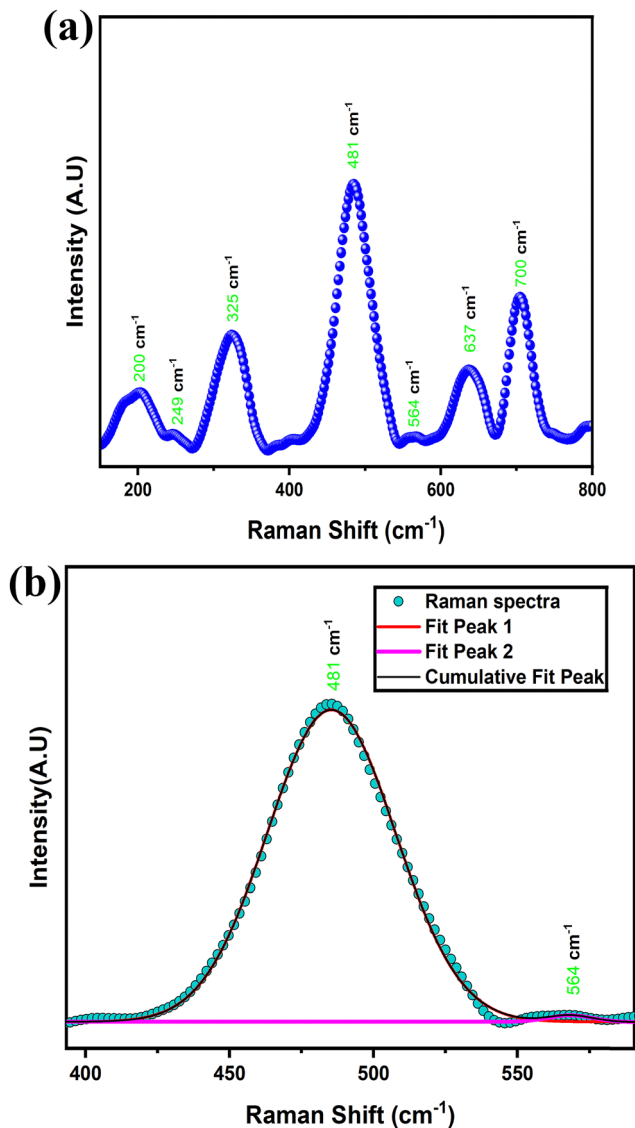 (a)
Intensity (A.U)
200 cm⁻¹
249 cm⁻¹
325 cm⁻¹
481 cm⁻¹
564 cm⁻¹
637 cm⁻¹
700 cm⁻¹
200 400 600 800
Raman Shift (cm⁻¹)
(b)
Intensity(A.U)
481 cm⁻¹
Raman spectra
Fit Peak 1
Fit Peak 2
Cumulative Fit Peak
564 cm⁻¹
400 450 500 550
Raman Shift (cm⁻¹)